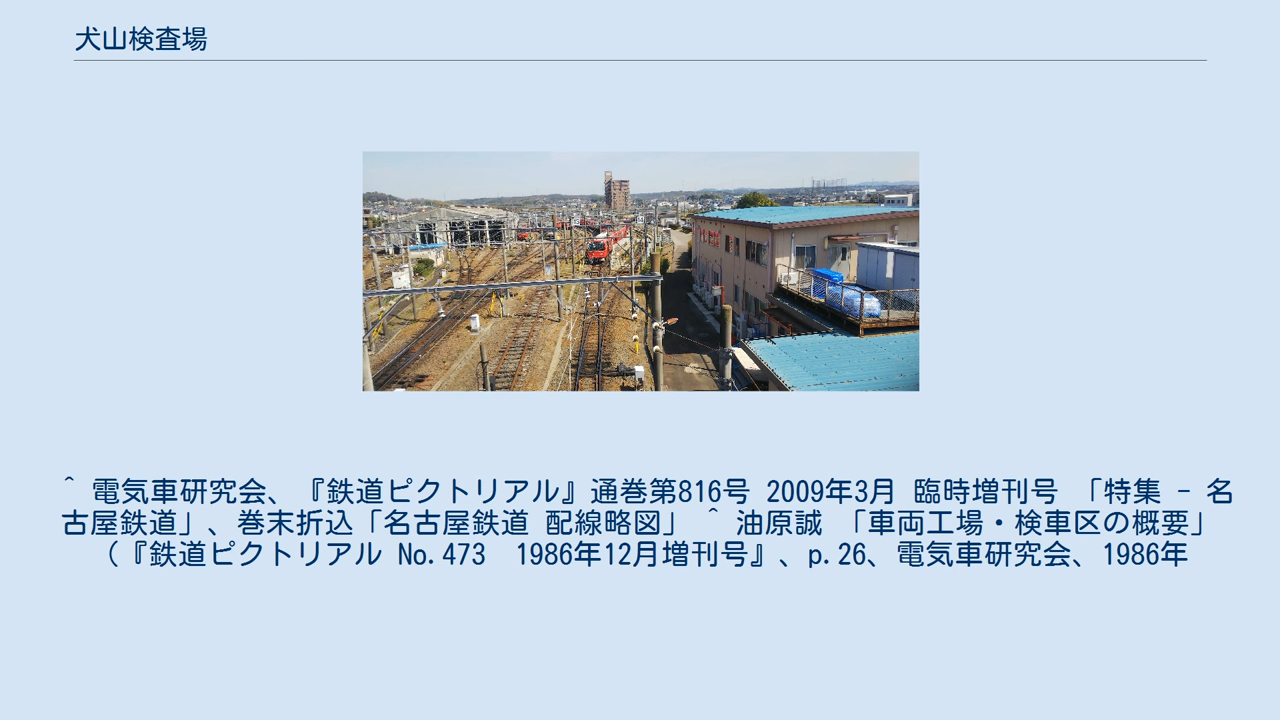 犬山検査場
^ 電気車研究会、『鉄道ピクトリアル』通巻第816号 2009年3月 臨時増刊号 「特集 - 名
古屋鉄道」、巻末折込「名古屋鉄道 配線略図」 ^ 油原誠 「車両工場・検車区の概要」
（『鉄道ピクトリアル No.473　1986年12月増刊号』、p.26、電気車研究会、1986年